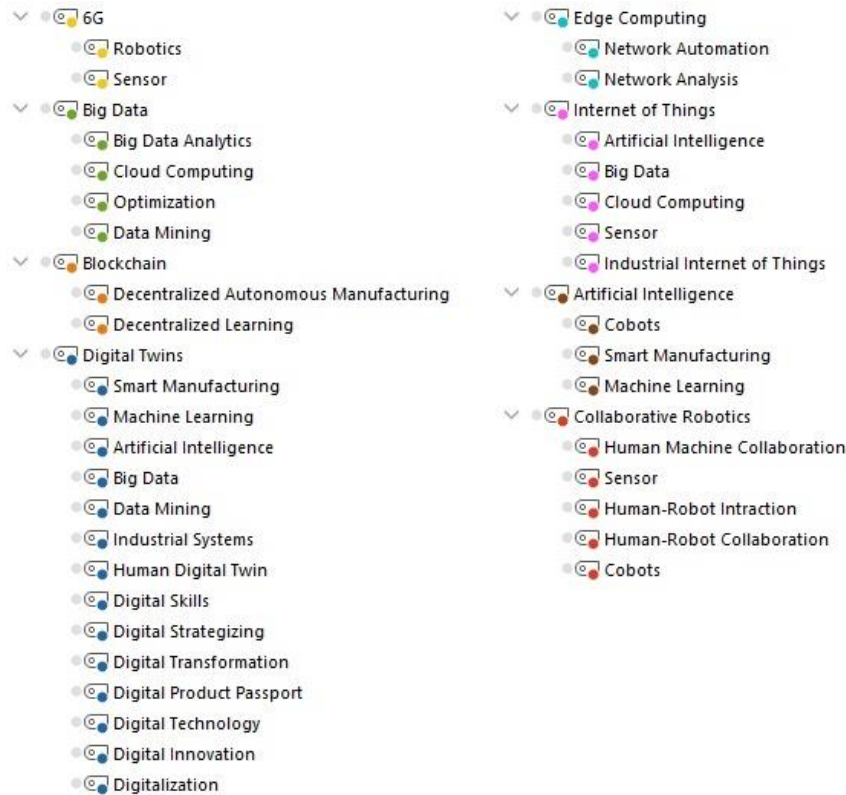 6G
Robotics
Sensor
Big Data
Big Data Analytics
Cloud Computing
Optimization
Data Mining
Blockchain
Decentralized Autonomous Manufacturing
Decentralized Learning
Digital Twins
Smart Manufacturing
Machine Learning
Artificial Intelligence
Big Data
Data Mining
Industrial Systems
Human Digital Twin
Digital Skills
Digital Strategizing
Digital Transformation
Digital Product Passport
Digital Technology
Digital Innovation
Digitalization
Edge Computing
Network Automation
Network Analysis
Internet of Things
Artificial Intelligence
Big Data
Cloud Computing
Sensor
Industrial Internet of Things
Artificial Intelligence
Cobots
Smart Manufacturing
Machine Learning
Collaborative Robotics
Human Machine Collaboration
Sensor
Human-Robot Intraction
Human-Robot Collaboration
Cobots